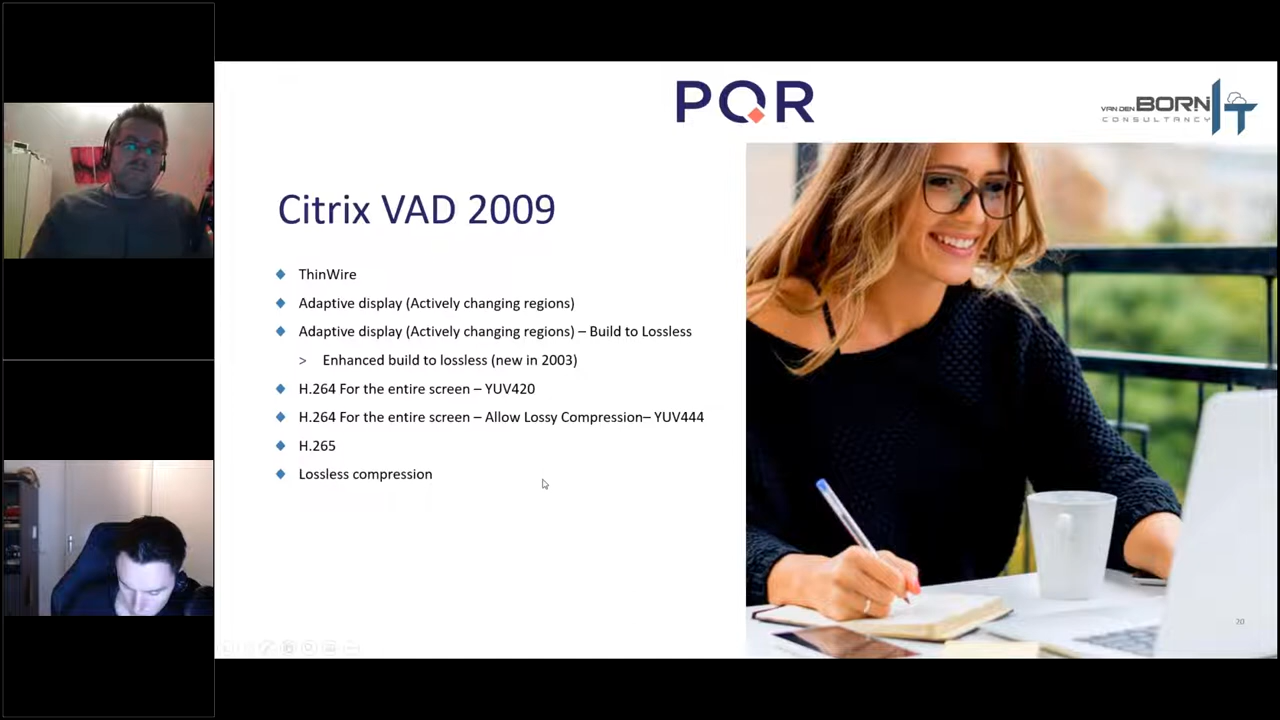 PQR
VAN DEN BORN IT
CONSULTANCY
Citrix VAD 2009
ThinWire
Adaptive display (Actively changing regions)
Adaptive display (Actively changing regions) – Build to Lossless
> Enhanced build to lossless (new in 2003)
H.264 For the entire screen – YUV420
H.264 For the entire screen – Allow Lossy Compression– YUV444
H.265
Lossless compression
20